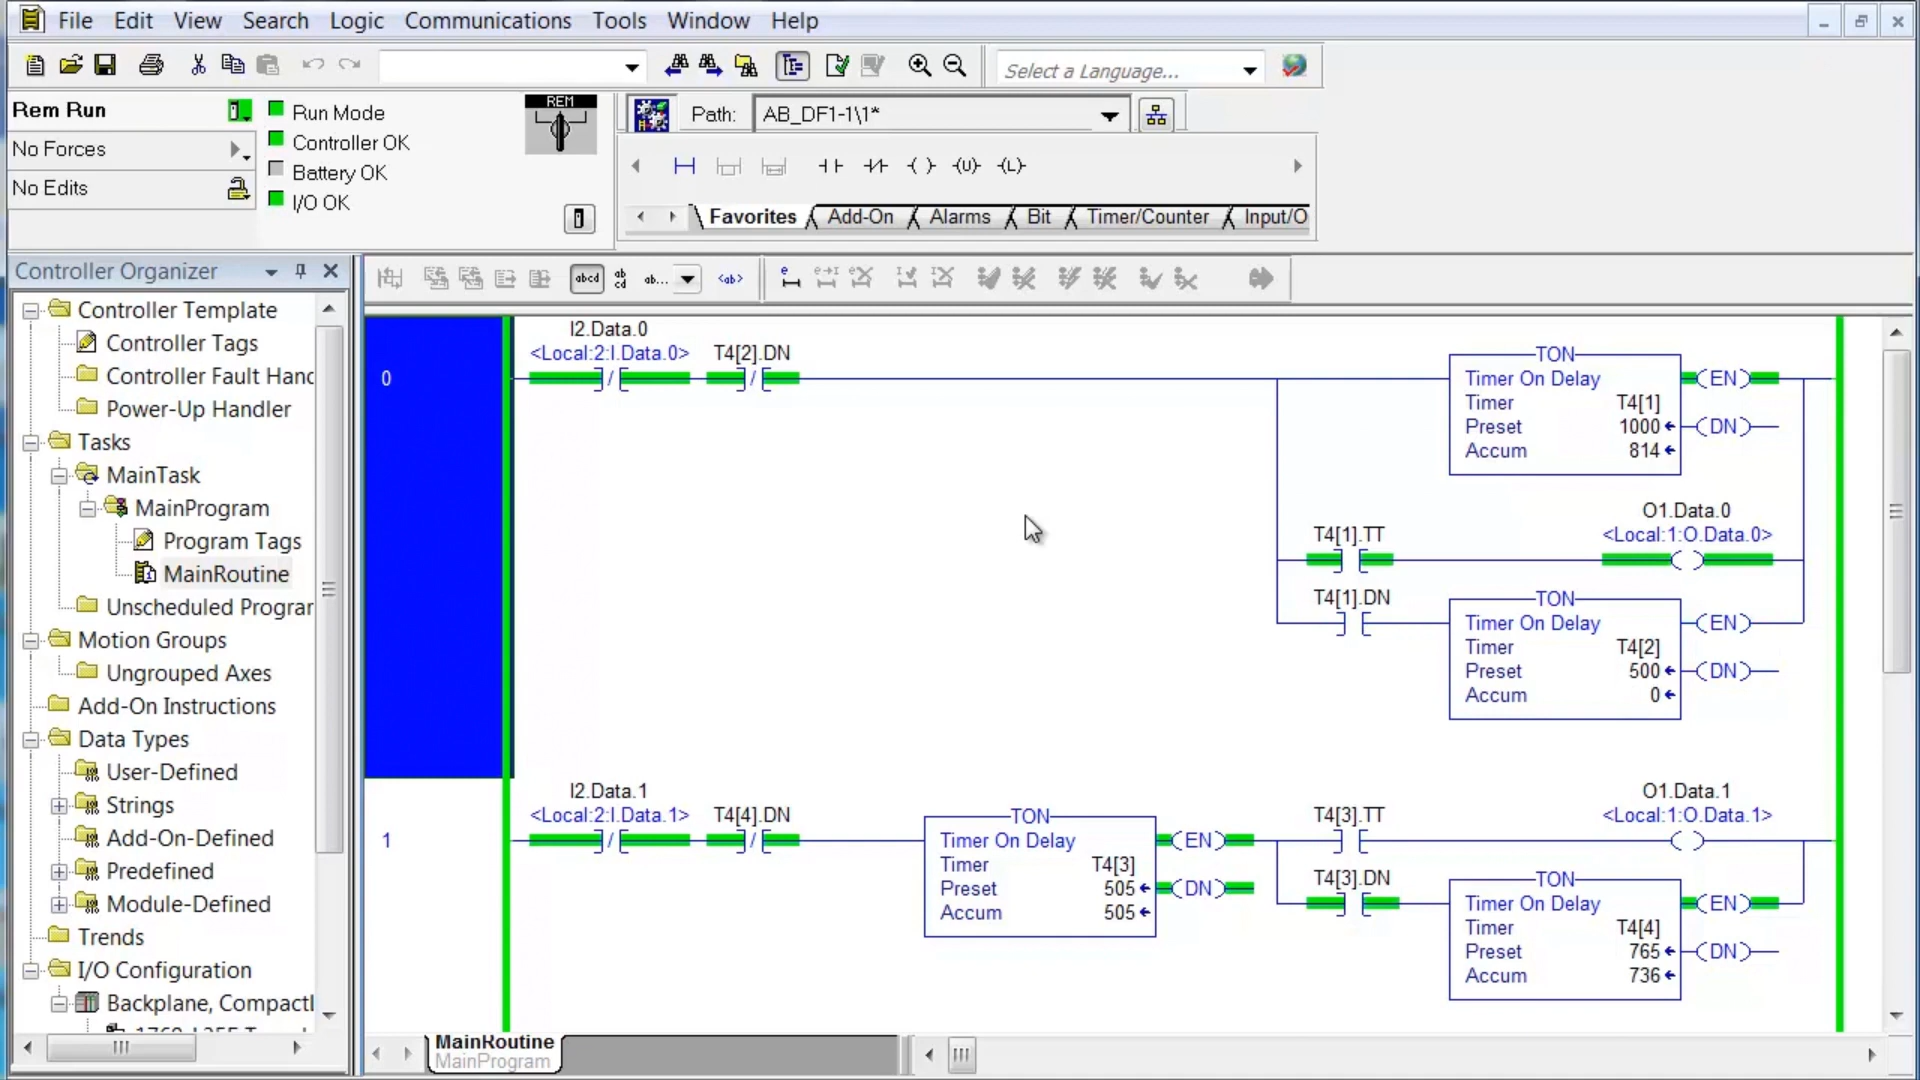 File Edit View Search Logic Communications Tools Window Help
Select a Language...
Rem Run
No Forces
No Edits
Run Mode
Controller OK
Battery OK
I/O OK
REM
Path: AB_DF1-1\1*
Favorites Add-On Alarms Bit Timer/Counter Input/O
Controller Organizer
Controller Template
Controller Tags
Controller Fault Hanc
Power-Up Handler
Tasks
MainTask
MainProgram
Program Tags
MainRoutine
Unscheduled Prograr
Motion Groups
Ungrouped Axes
Add-On Instructions
Data Types
User-Defined
Strings
Add-On-Defined
Predefined
Module-Defined
Trends
I/O Configuration
Backplane, Compactl
0
I2.Data.0
<Local:2:I.Data.0> T4[2].DN
TON
Timer On Delay
Timer T4[1]
Preset 1000
Accum 814
EN
DN
T4[1].TT
O1.Data.0
<Local:1:O.Data.0>
T4[1].DN
TON
Timer On Delay
Timer T4[2]
Preset 500
Accum 0
EN
DN
1
I2.Data.1
<Local:2:I.Data.1> T4[4].DN
TON
Timer On Delay
Timer T4[3]
Preset 505
Accum 505
EN
DN
T4[3].TT
O1.Data.1
<Local:1:O.Data.1>
T4[3].DN
TON
Timer On Delay
Timer T4[4]
Preset 765
Accum 736
EN
DN
MainRoutine
MainProgram